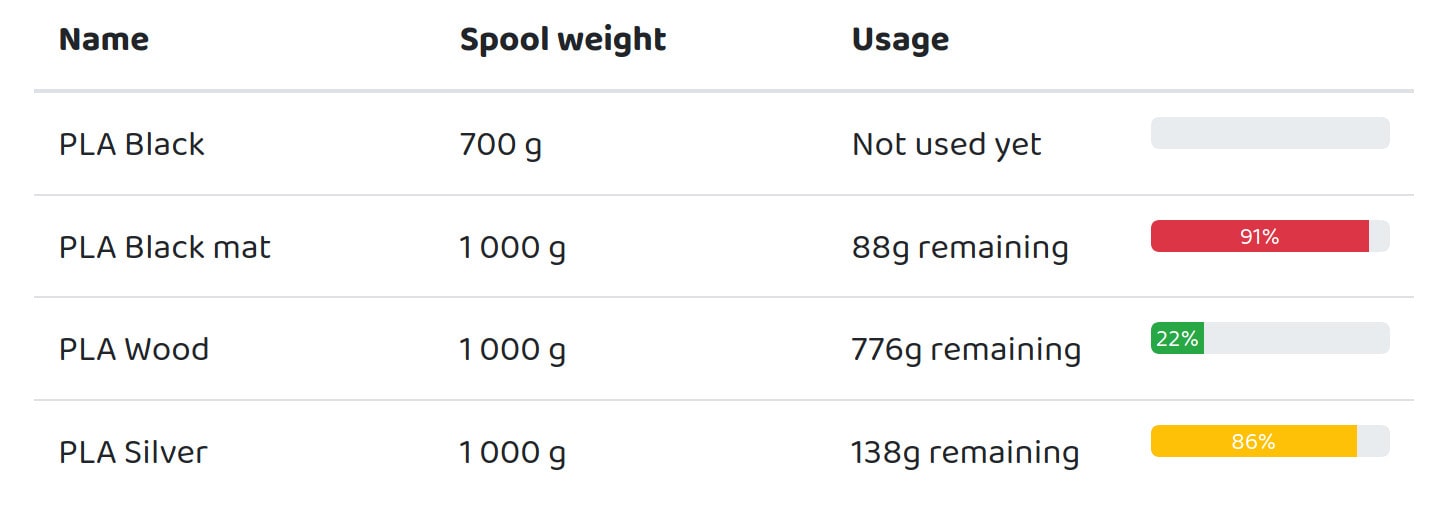 Name Spool weight Usage
PLA Black 700 g Not used yet
PLA Black mat 1 000 g 88g remaining 91%
PLA Wood 1 000 g 776g remaining 22%
PLA Silver 1 000 g 138g remaining 86%